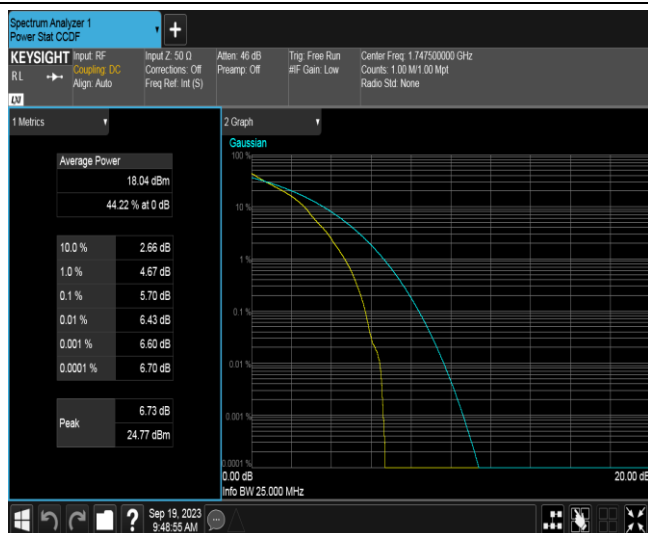 Spectrum Analyzer 1
Power Stat CCDF
KEYSIGHT
RL
Input: RF
Coupling: DC
Align: Auto
Input Z: 50 Ω
Corrections: Off
Freq Ref: Int (S)
Atten: 46 dB
Preamp: Off
Trig: Free Run
#IF Gain: Low
Center Freq: 1.747500000 GHz
Counts: 1.00 M/1.00 Mpt
Radio Std: None
LXI
1 Metrics
Average Power
18.04 dBm
44.22 % at 0 dB
10.0 % 2.66 dB
1.0 % 4.67 dB
0.1 % 5.70 dB
0.01 % 6.43 dB
0.001 % 6.60 dB
0.0001 % 6.70 dB
Peak
6.73 dB
24.77 dBm
2 Graph
Gaussian
100 %
10 %
1 %
0.1 %
0.01 %
0.001 %
0.0001 %
0.00 dB 20.00 dB
Info BW 25.000 MHz
Sep 19, 2023
9:48:55 AM